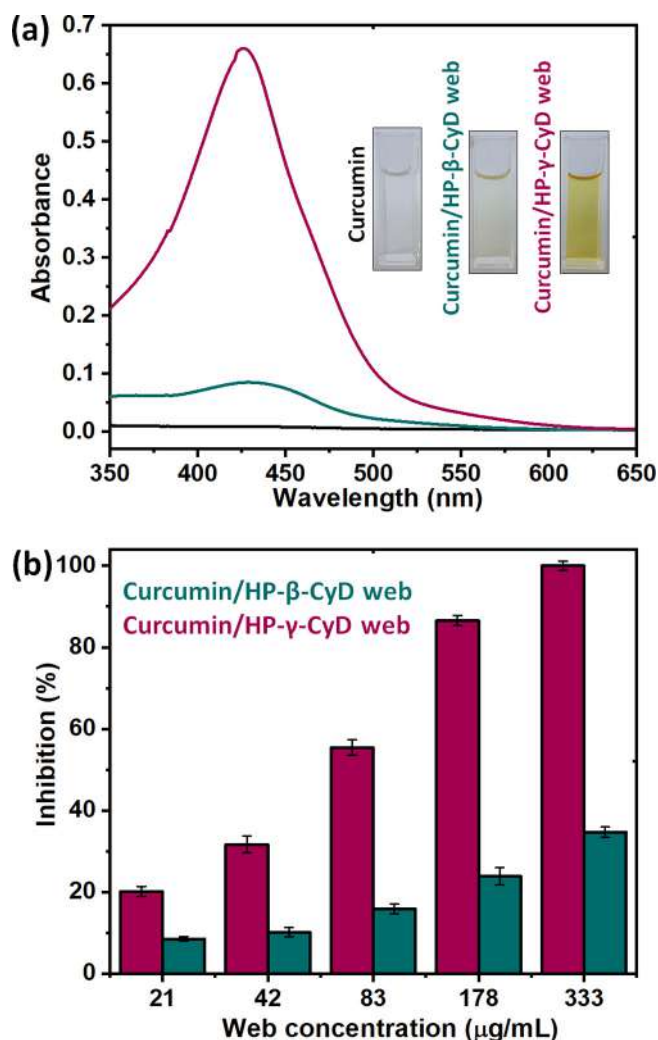 (a)
0.7
0.6
0.5
0.4
0.3
0.2
0.1
0.0
Absorbance
Curcumin
Curcumin/HP-β-CyD web
Curcumin/HP-γ-CyD web
350 400 450 500 550 600 650
Wavelength (nm)
(b)
100
80
60
40
20
0
Inhibition (%)
Curcumin/HP-β-CyD web
Curcumin/HP-γ-CyD web
21 42 83 178 333
Web concentration (µg/mL)